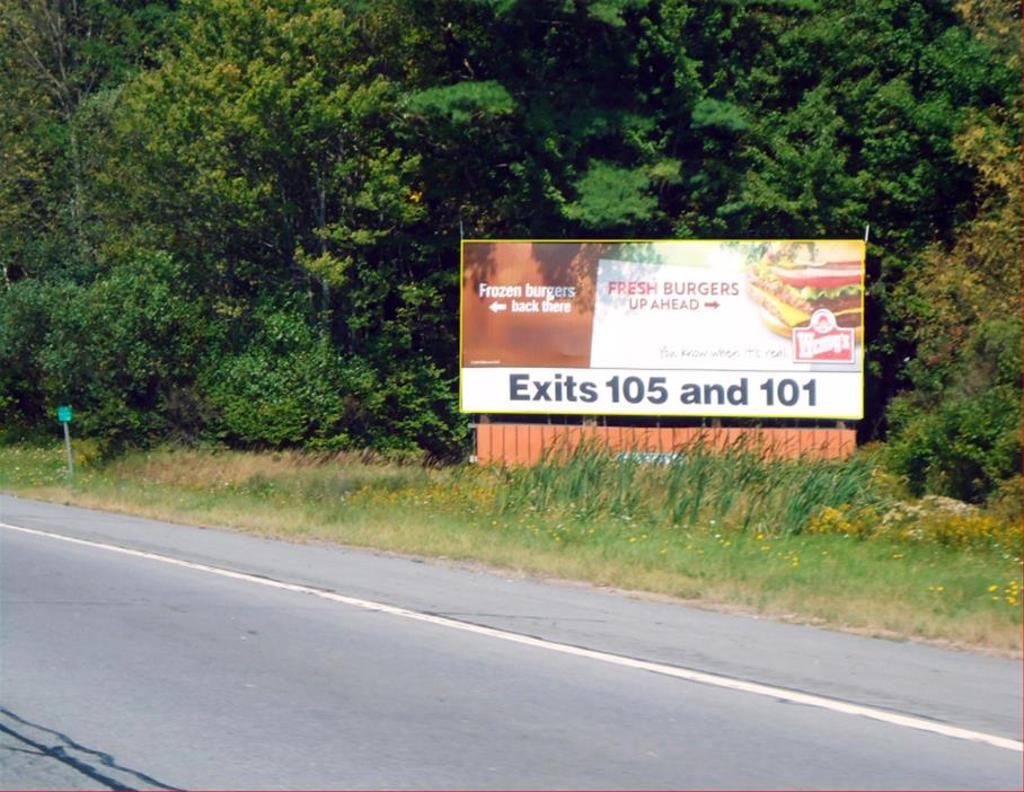 Frozen burgers
← back there
FRESH BURGERS
UP AHEAD →
You know when it's real
Wendy's
Exits 105 and 101